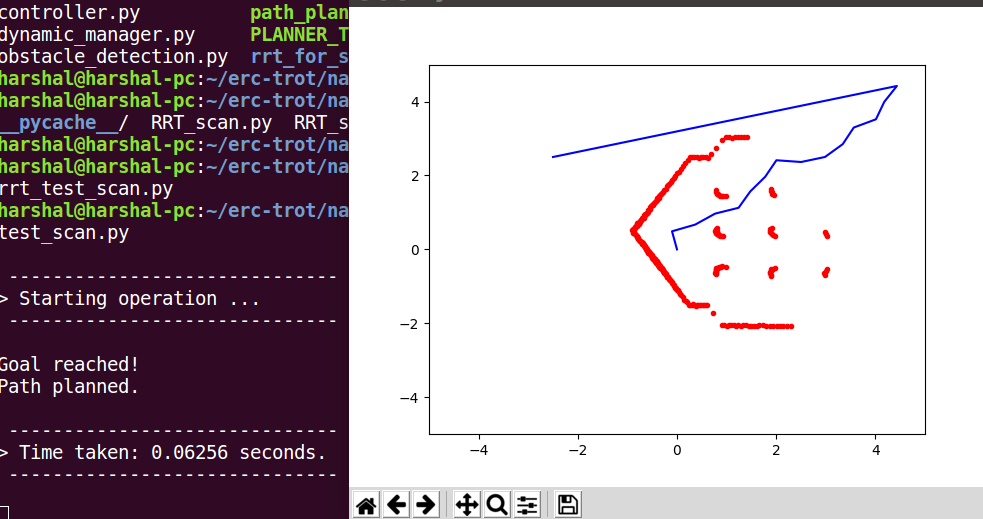 controller.py path_plan
dynamic_manager.py PLANNER_T
obstacle_detection.py rrt_for_s
harshal@harshal-pc:~/erc-trot/na
harshal@harshal-pc:~/erc-trot/na
__pycache__/ RRT_scan.py RRT_s
harshal@harshal-pc:~/erc-trot/na
harshal@harshal-pc:~/erc-trot/na
rrt_test_scan.py
harshal@harshal-pc:~/erc-trot/na
test_scan.py
------------------------------
> Starting operation ...
------------------------------
Goal reached!
Path planned.
------------------------------
> Time taken: 0.06256 seconds.
------------------------------
4
2
0
−2
−4
−4 −2 0 2 4